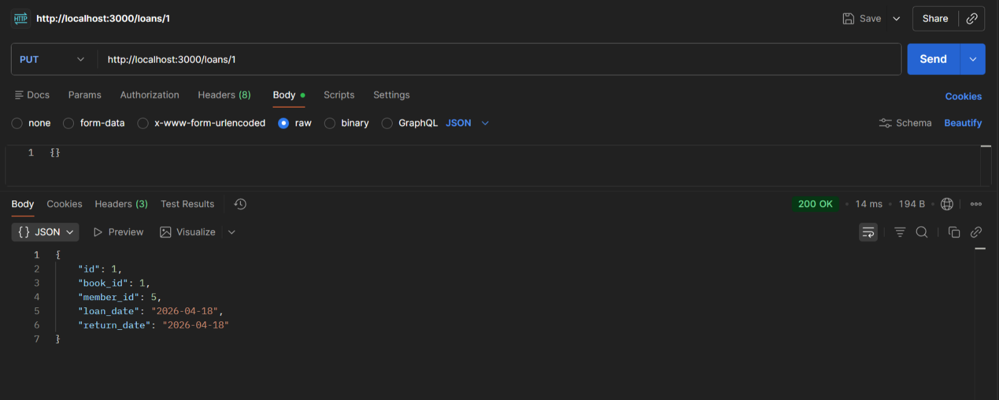 HTTP http://localhost:3000/loans/1 Save Share
PUT http://localhost:3000/loans/1 Send
Docs Params Authorization Headers (8) Body Scripts Settings Cookies
none form-data x-www-form-urlencoded raw binary GraphQL JSON Schema Beautify
1 {}
Body Cookies Headers (3) Test Results 200 OK • 14 ms • 194 B •
{} JSON Preview Visualize
1 {
2 "id": 1,
3 "book_id": 1,
4 "member_id": 5,
5 "loan_date": "2026-04-18",
6 "return_date": "2026-04-18"
7 }